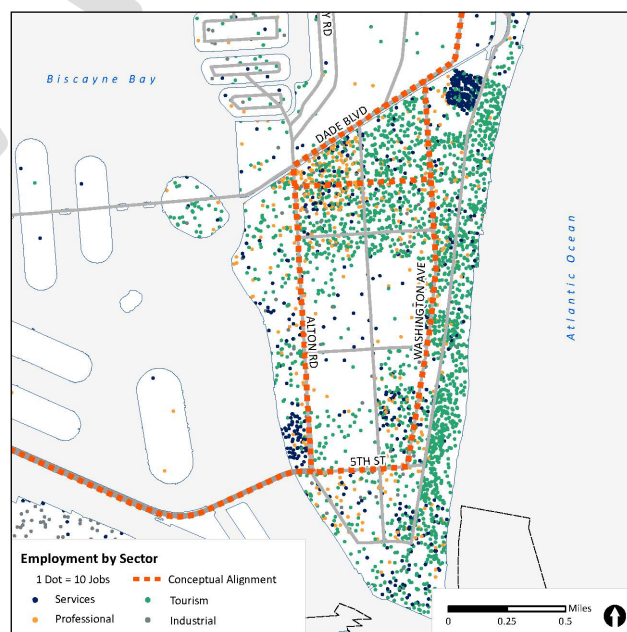 Y RD
Biscayne Bay
DADE BLVD
Atlantic Ocean
WASHINGTON AVE
ALTON RD
5TH ST
Employment by Sector
1 Dot = 10 Jobs
Conceptual Alignment
Services
Tourism
Professional
Industrial
Miles
0 0.25 0.5